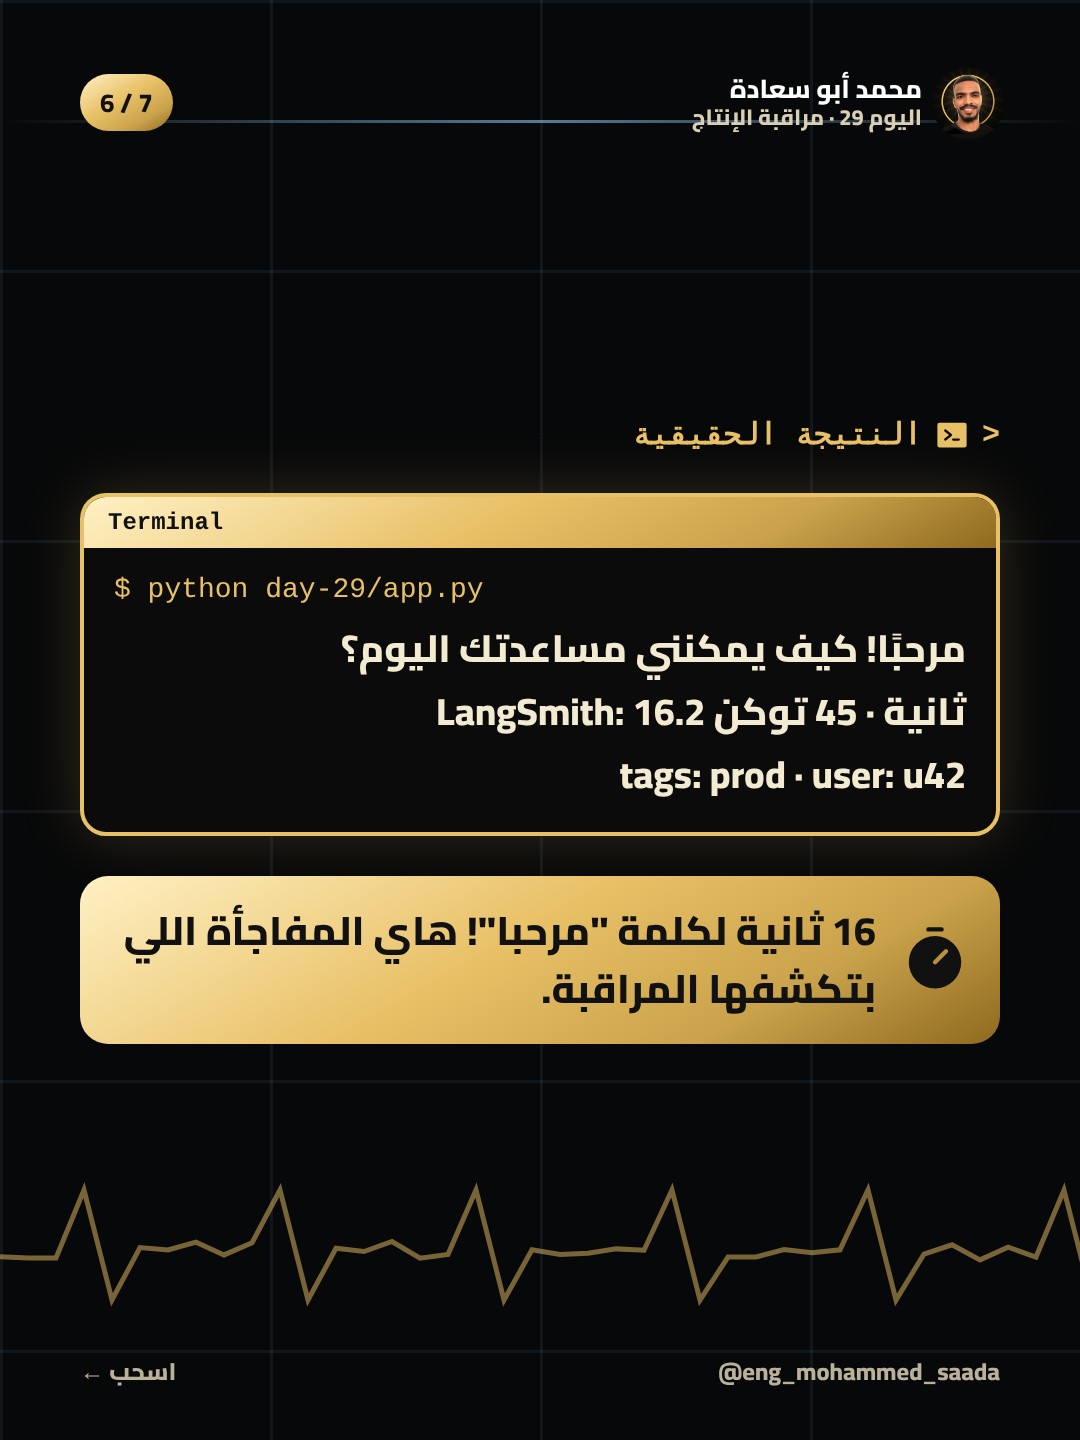 محمد أبو سعادة
اليوم 29 · مراقبة الإنتاج
6 / 7
> النتيجة الحقيقية
Terminal
$ python day-29/app.py
مرحبًا! كيف يمكنني مساعدتك اليوم؟
LangSmith: 16.2 ثانية · 45 توكن
tags: prod · user: u42
16 ثانية لكلمة "مرحبا"! هاي المفاجأة اللي
بتكشفها المراقبة.
@eng_mohammed_saada
اسحب ←